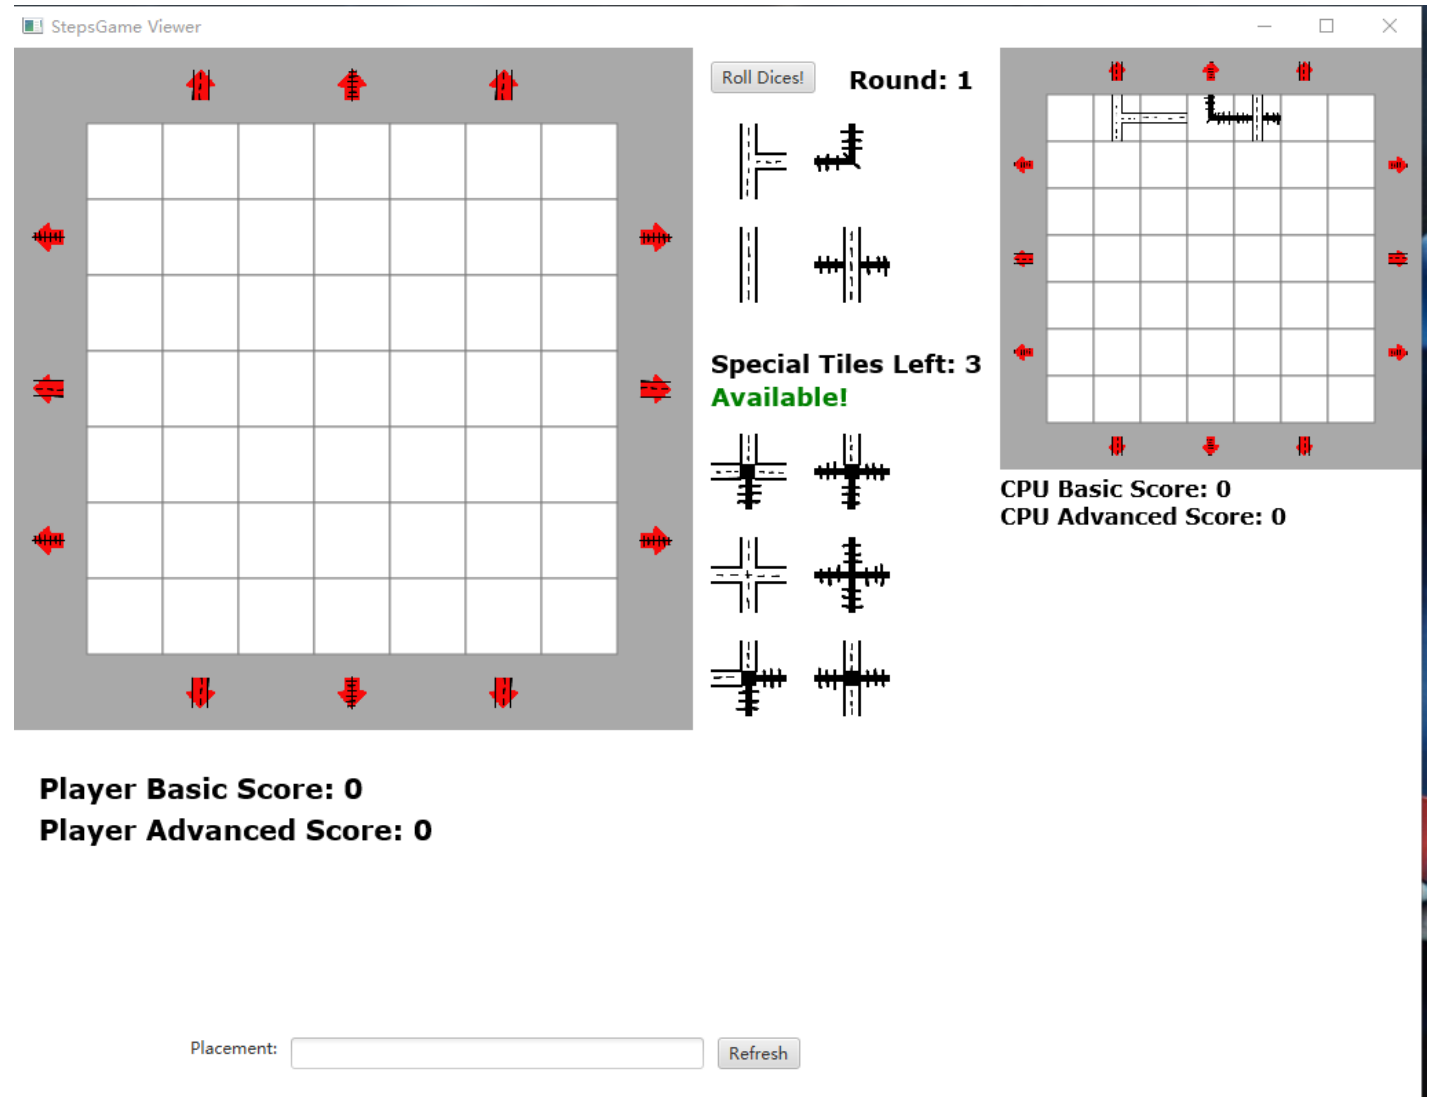 StepsGame Viewer
Roll Dices!
Round: 1
Special Tiles Left: 3
Available!
CPU Basic Score: 0
CPU Advanced Score: 0
Player Basic Score: 0
Player Advanced Score: 0
Placement:
Refresh